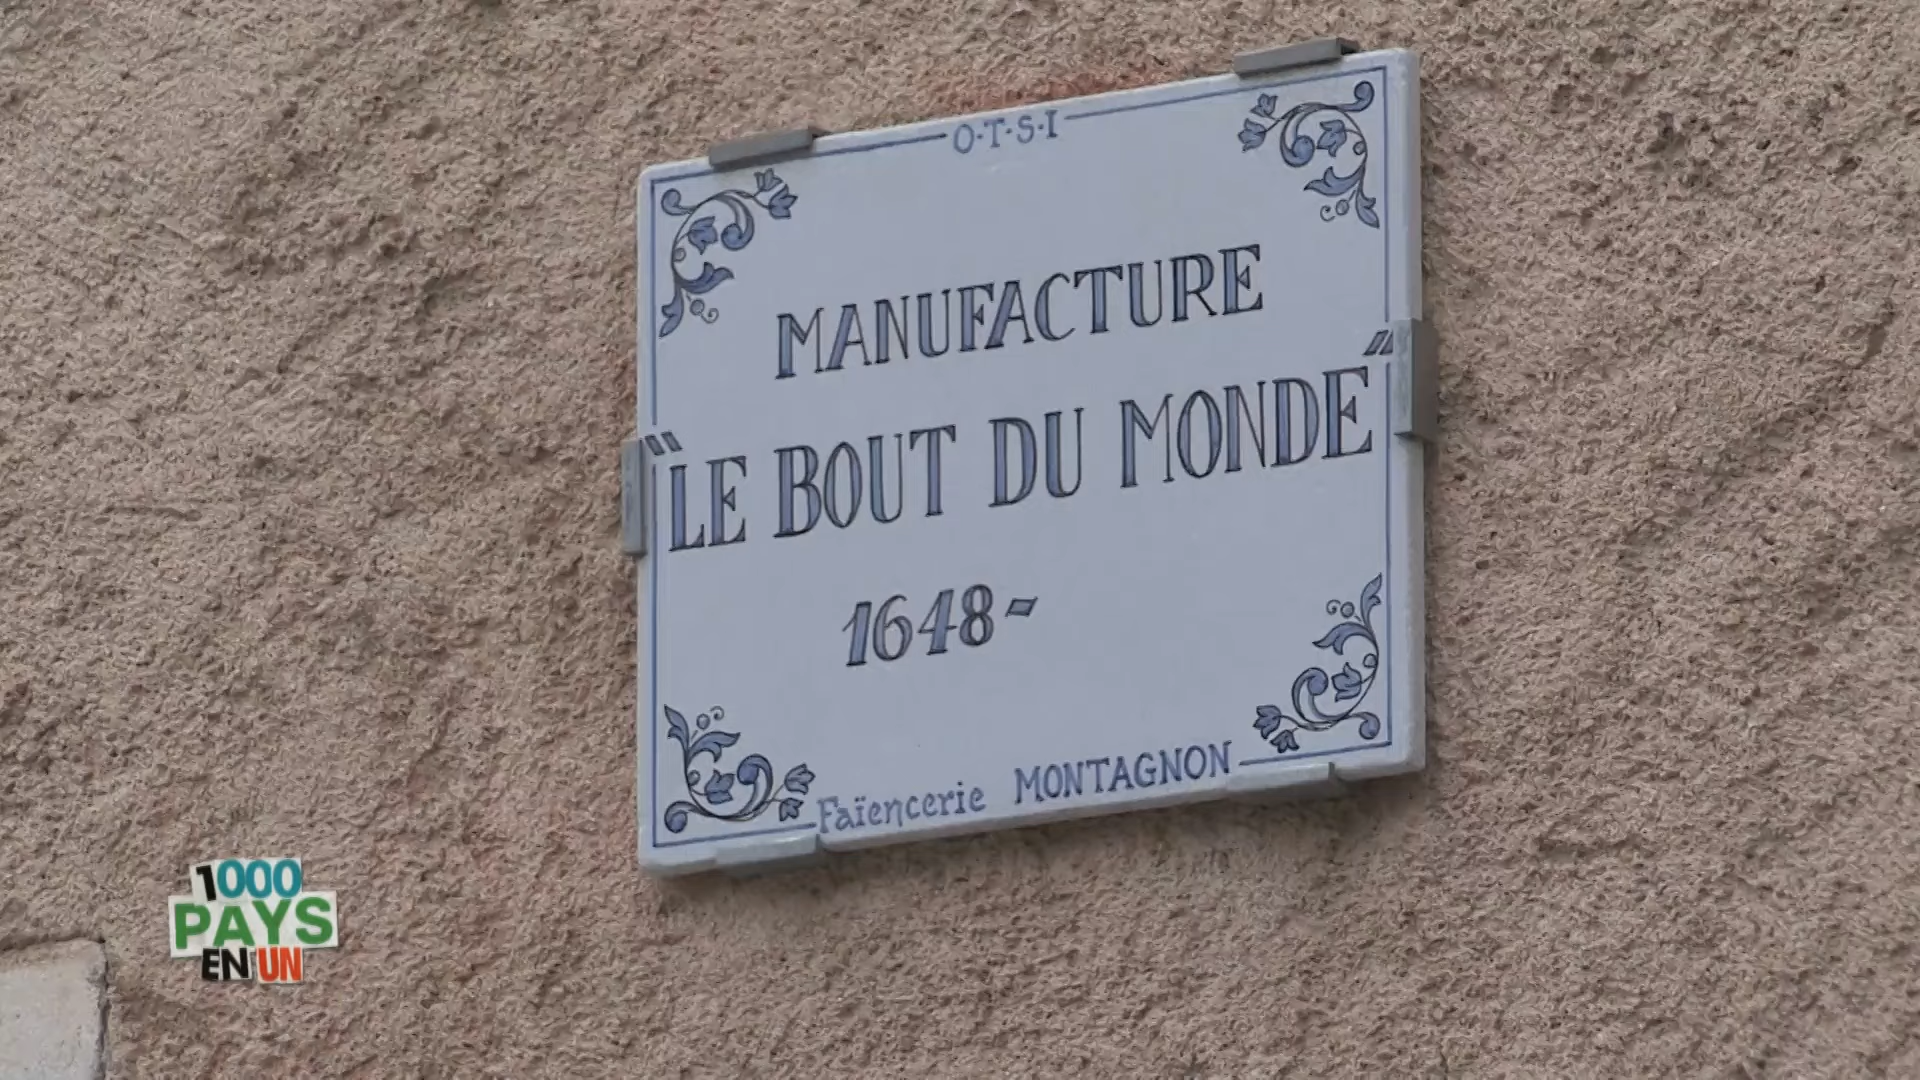 O·T·S·I
MANUFACTURE
"LE BOUT DU MONDE"
1648-
Faïencerie MONTAGNON
1000
PAYS
EN UN